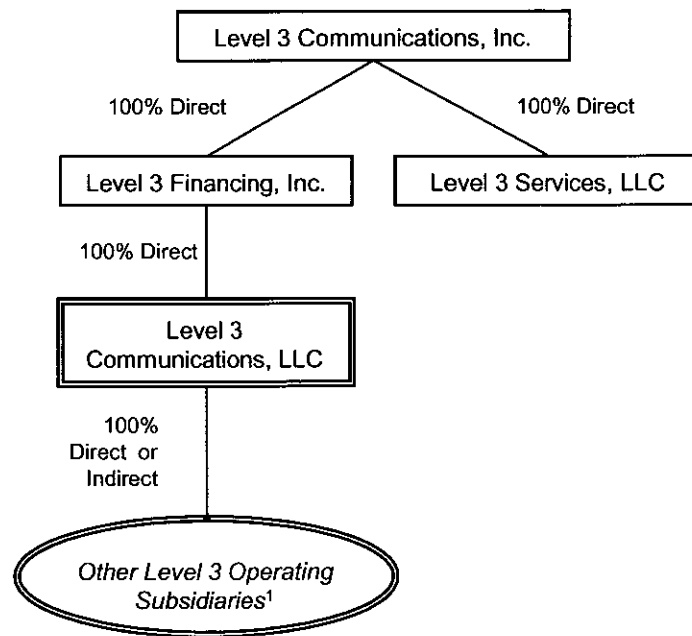 Level 3 Communications, Inc.
100% Direct
100% Direct
Level 3 Financing, Inc.
Level 3 Services, LLC
100% Direct
Level 3
Communications, LLC
100%
Direct or
Indirect
Other Level 3 Operating
Subsidiaries¹